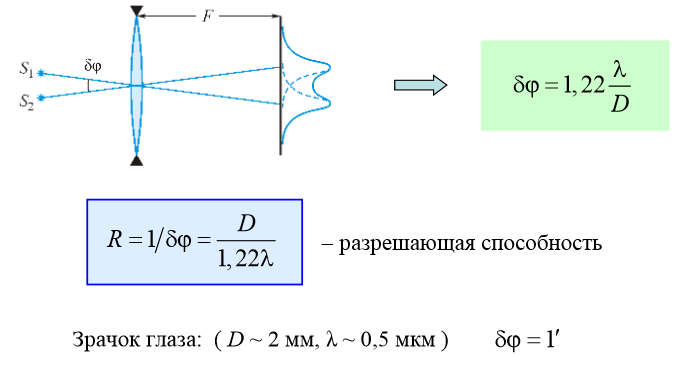 F
S₁
δφ
S₂
δφ = 1,22 λ/D
R = 1/δφ = D/1,22λ
– разрешающая способность
Зрачок глаза: ( D ~ 2 мм, λ ~ 0,5 мкм ) δφ = 1′